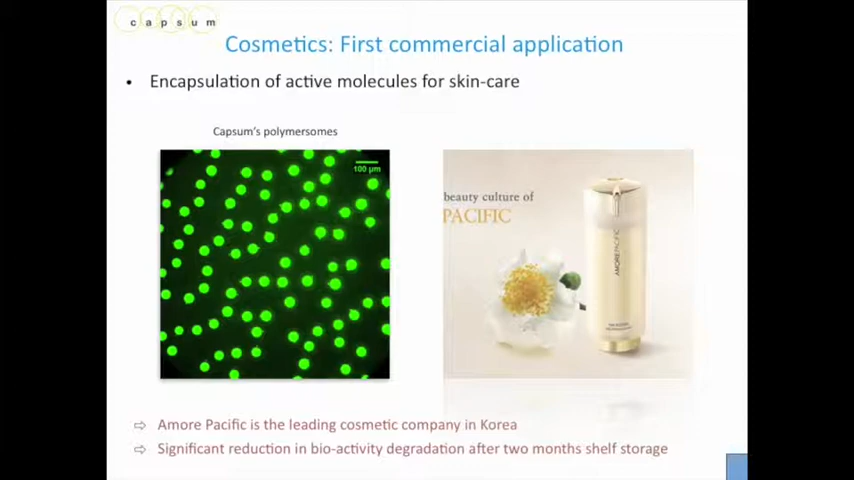 capsum
Cosmetics: First commercial application
• Encapsulation of active molecules for skin-care
Capsum's polymersomes
100 µm
beauty culture of
PACIFIC
AMOREPACIFIC
⇨ Amore Pacific is the leading cosmetic company in Korea
⇨ Significant reduction in bio-activity degradation after two months shelf storage